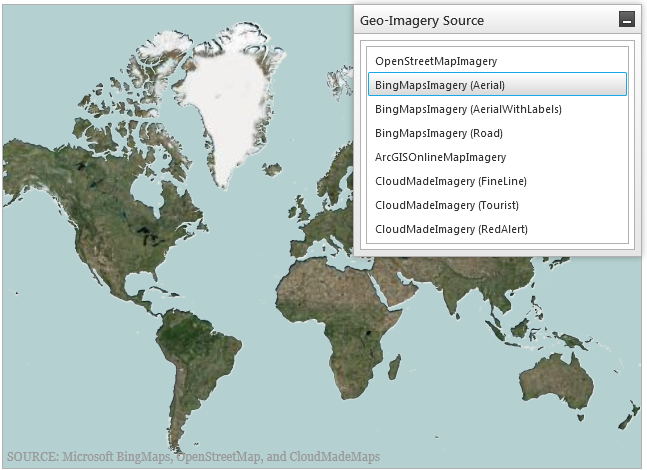 Geo-Imagery Source
OpenStreetMapImagery
BingMapsImagery (Aerial)
BingMapsImagery (AerialWithLabels)
BingMapsImagery (Road)
ArcGISOnlineMapImagery
CloudMadeImagery (FineLine)
CloudMadeImagery (Tourist)
CloudMadeImagery (RedAlert)
SOURCE: Microsoft BingMaps, OpenStreetMap, and CloudMadeMaps